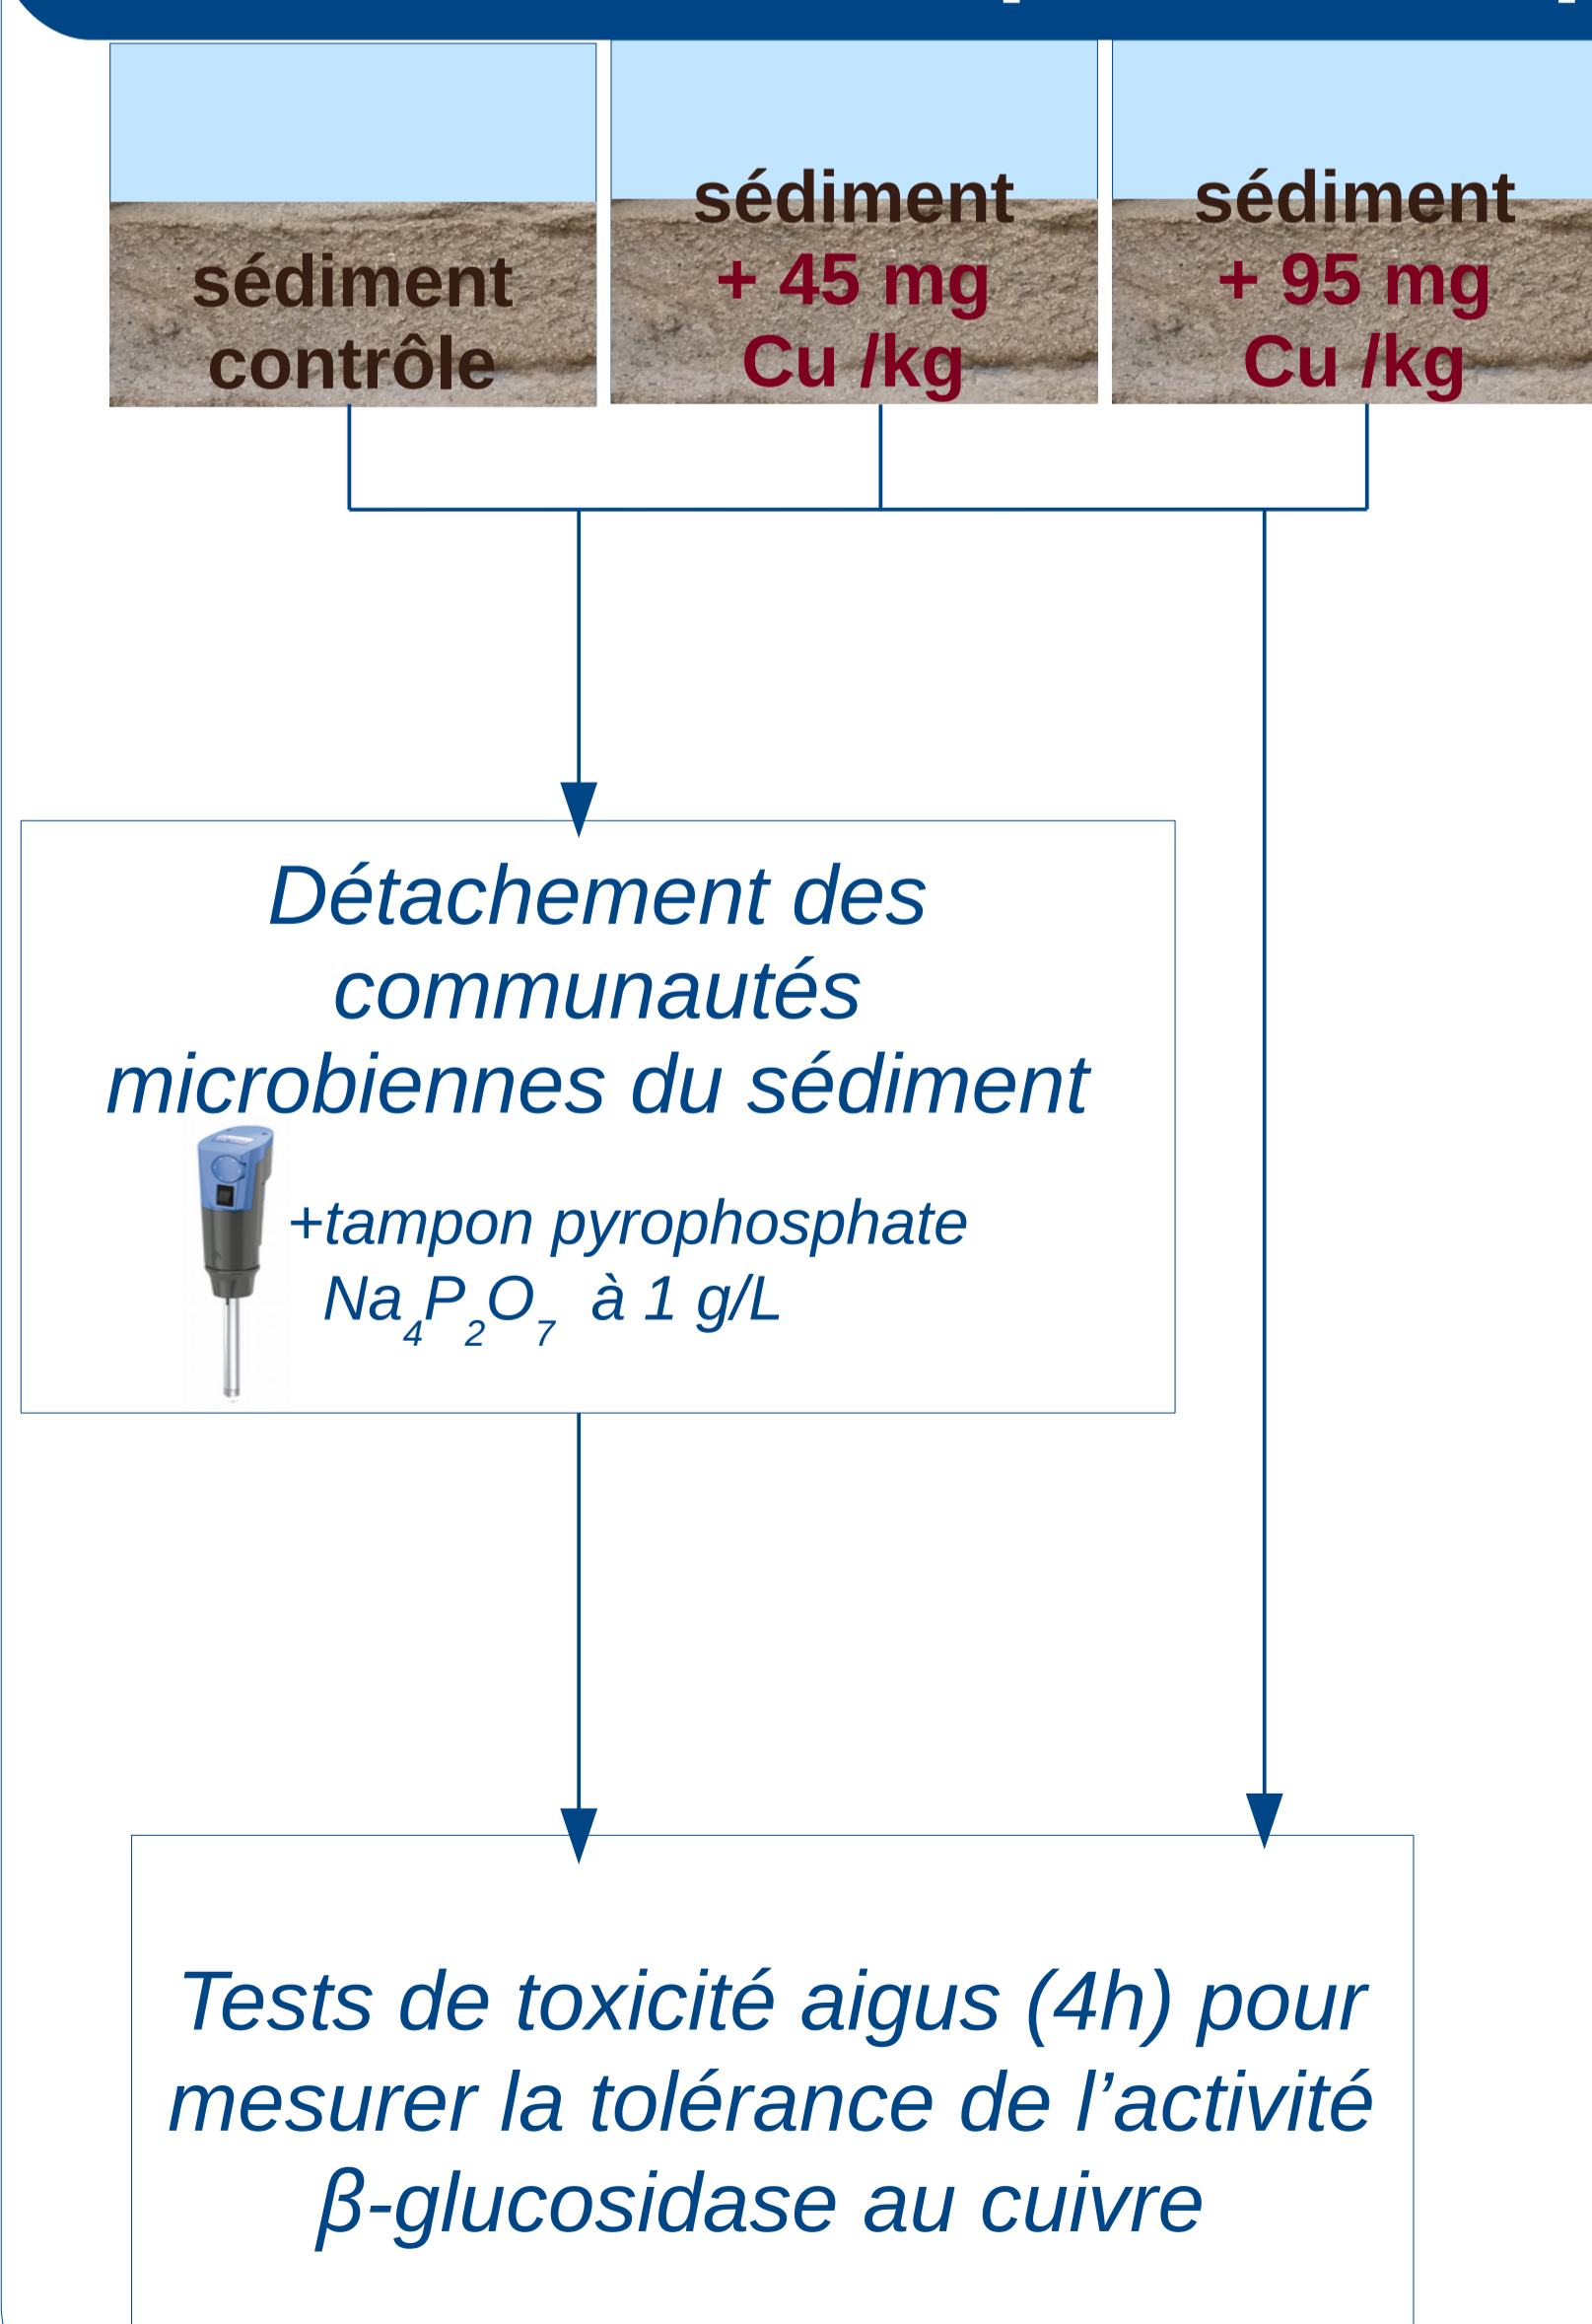 sédiment
contrôle
sédiment
+ 45 mg
Cu /kg
sédiment
+ 95 mg
Cu /kg
Détachement des
communautés
microbiennes du sédiment
+tampon pyrophosphate
Na4P2O7 à 1 g/L
Tests de toxicité aigus (4h) pour
mesurer la tolérance de l’activité
β-glucosidase au cuivre